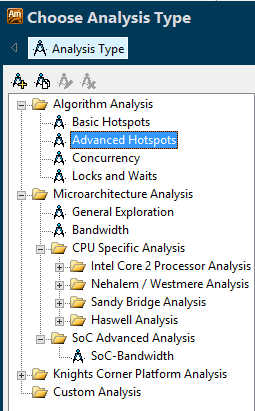 Am Choose Analysis Type
Analysis Type
Algorithm Analysis
Basic Hotspots
Advanced Hotspots
Concurrency
Locks and Waits
Microarchitecture Analysis
General Exploration
Bandwidth
CPU Specific Analysis
Intel Core 2 Processor Analysis
Nehalem / Westmere Analysis
Sandy Bridge Analysis
Haswell Analysis
SoC Advanced Analysis
SoC-Bandwidth
Knights Corner Platform Analysis
Custom Analysis